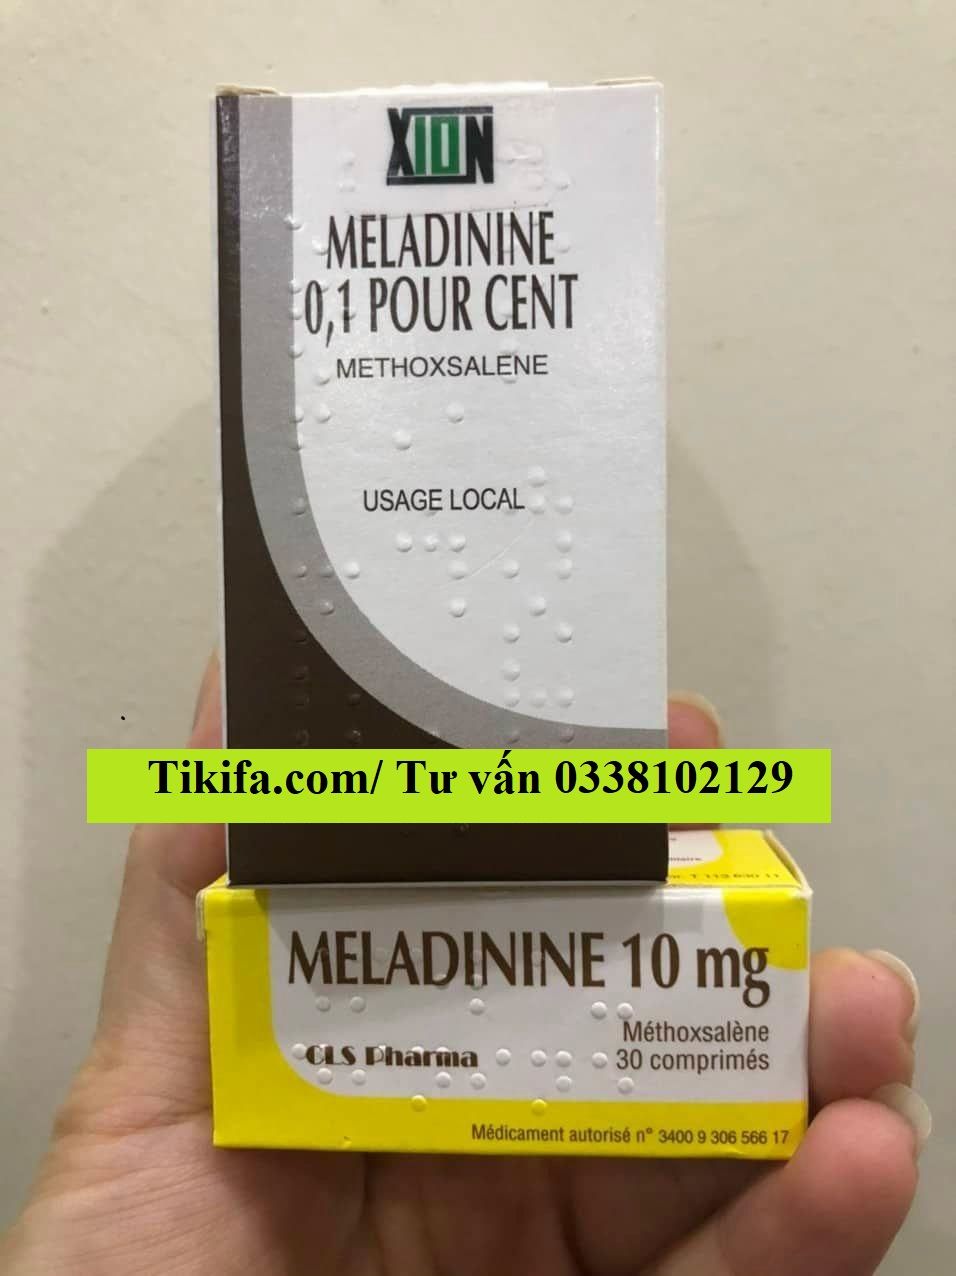 XION
MELADININE
0,1 POUR CENT
METHOXSALENE
USAGE LOCAL
Tikifa.com/ Tư vấn 0338102129
MELADININE 10 mg
Méthoxsalène
CLS Pharma
30 comprimés
Médicament autorisé n° 3400 9 306 566 17